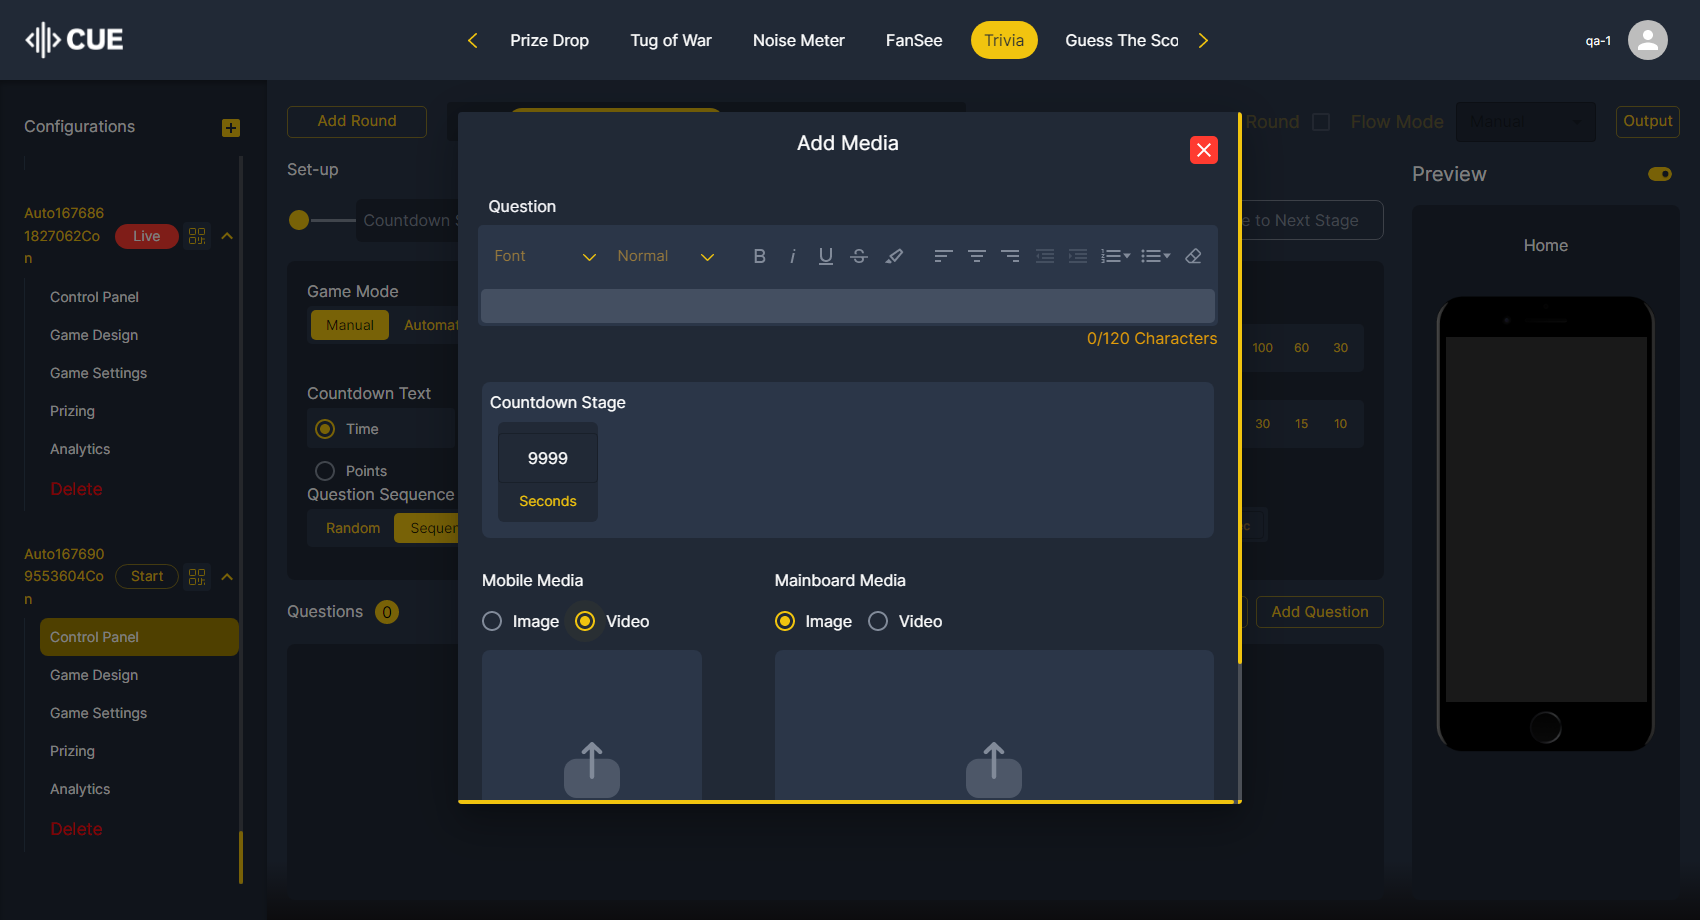 CUE
Prize Drop
Tug of War
Noise Meter
FanSee
Trivia
Guess The Sco
qa-1
Configurations
Auto167686
1827062Co
n
Live
Control Panel
Game Design
Game Settings
Prizing
Analytics
Delete
Auto167690
9553604Co
n
Start
Control Panel
Game Design
Game Settings
Prizing
Analytics
Delete
Add Round
Round
Flow Mode
Manual
Output
Set-up
Countdown S
e to Next Stage
Game Mode
Manual
Automat
Countdown Text
Time
Points
Question Sequence
Random
Sequen
100 60 30
30 15 10
Questions 0
Add Question
Add Media
Question
Font
Normal
B i U S
0/120 Characters
Countdown Stage
9999
Seconds
Mobile Media
Image
Video
Mainboard Media
Image
Video
Preview
Home